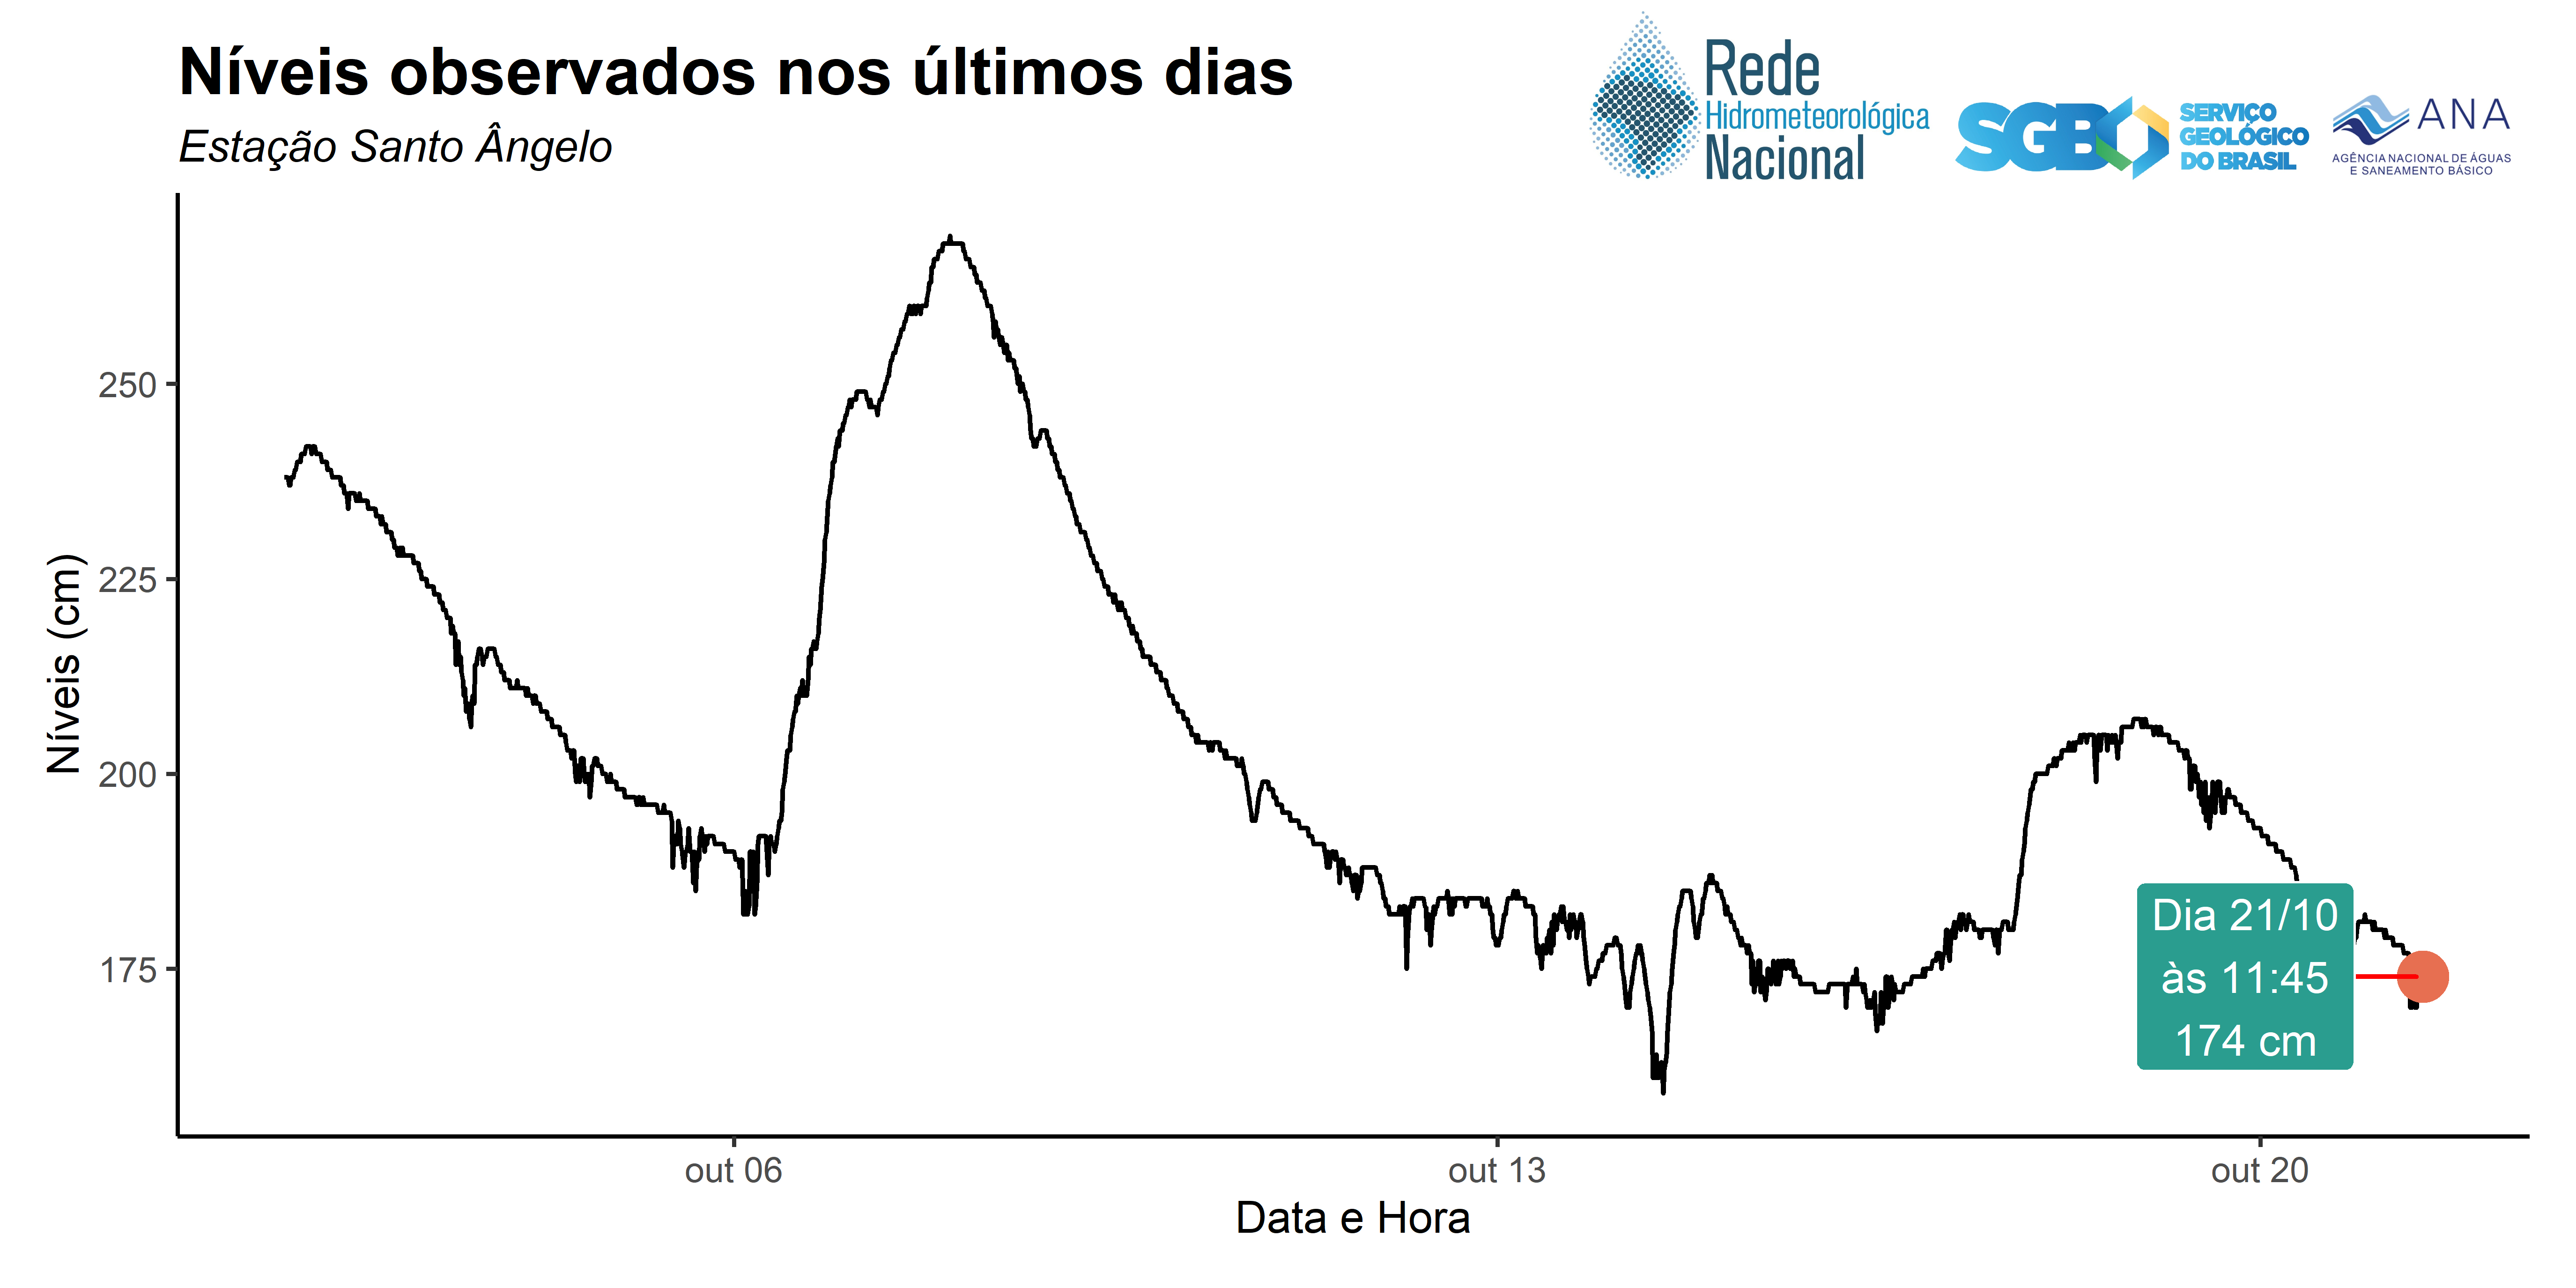 Níveis observados nos últimos dias
Estação Santo Ângelo
Rede
Hidrometeorológica
Nacional
SGB
SERVIÇO
GEOLÓGICO
DO BRASIL
ANA
AGÊNCIA NACIONAL DE ÁGUAS
E SANEAMENTO BÁSICO
Níveis (cm)
250
225
200
175
Dia 21/10
às 11:45
174 cm
out 06
out 13
out 20
Data e Hora